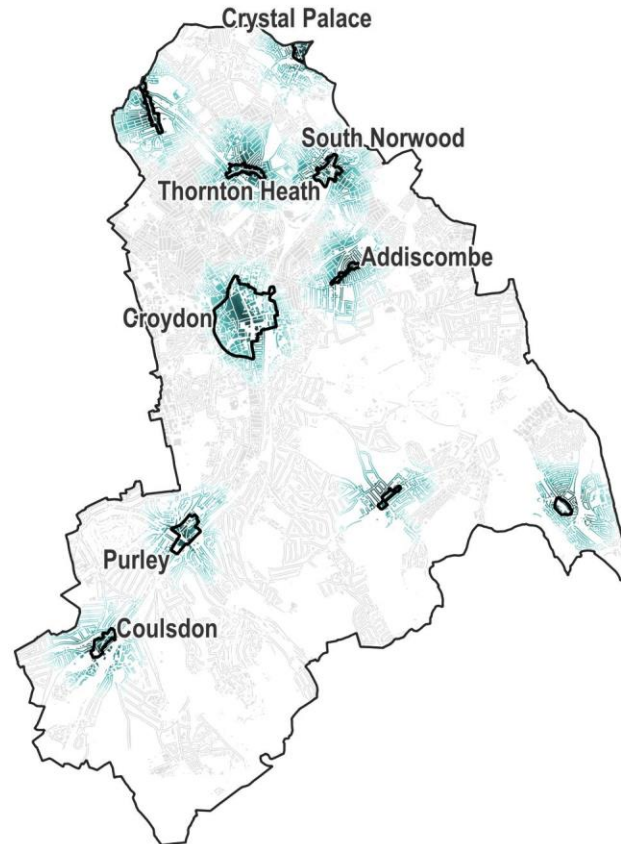 Crystal Palace
South Norwood
Thornton Heath
Addiscombe
Croydon
Purley
Coulsdon